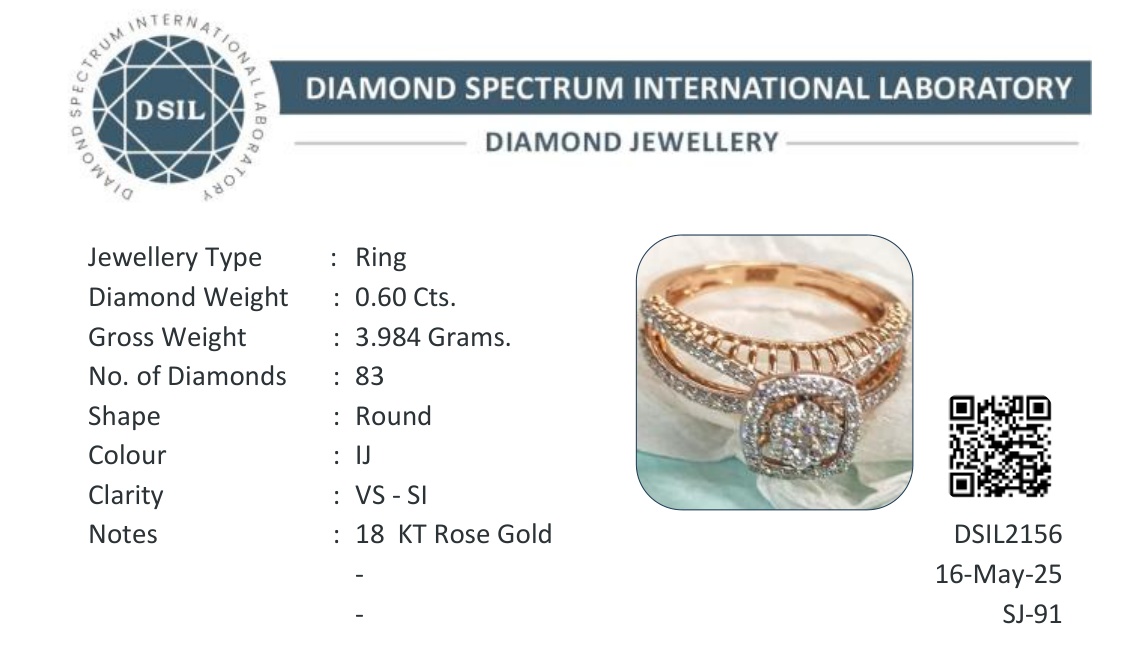 DIAMOND SPECTRUM INTERNATIONAL LABORATORY
DSIL
DIAMOND SPECTRUM INTERNATIONAL LABORATORY
DIAMOND JEWELLERY
Jewellery Type : Ring
Diamond Weight : 0.60 Cts.
Gross Weight : 3.984 Grams.
No. of Diamonds : 83
Shape : Round
Colour : IJ
Clarity : VS - SI
Notes : 18 KT Rose Gold
-
-
DSIL2156
16-May-25
SJ-91